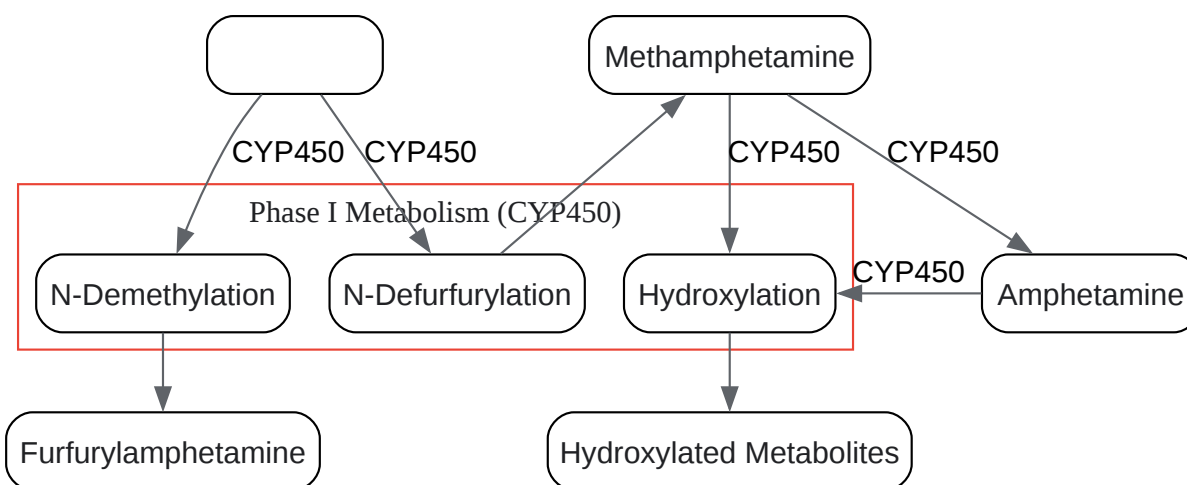 Methamphetamine
CYP450
CYP450
CYP450
CYP450
Phase I Metabolism (CYP450)
CYP450
N-Demethylation
N-Defurfurylation
Hydroxylation
Amphetamine
Furfurylamphetamine
Hydroxylated Metabolites